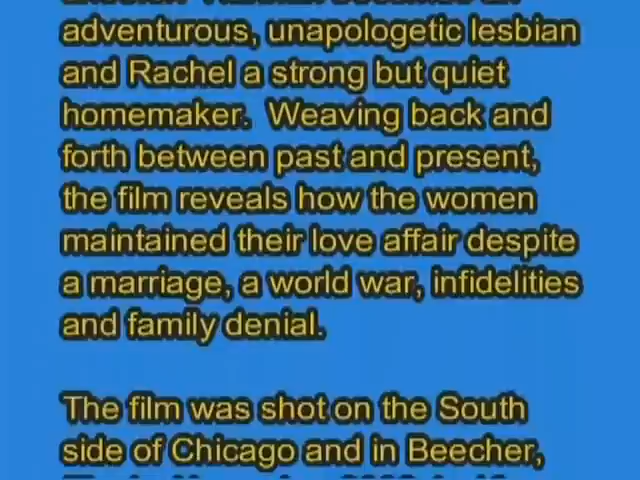 adventurous, unapologetic lesbian
and Rachel a strong but quiet
homemaker.  Weaving back and
forth between past and present,
the film reveals how the women
maintained their love affair despite
a marriage, a world war, infidelities
and family denial.
The film was shot on the South
side of Chicago and in Beecher,